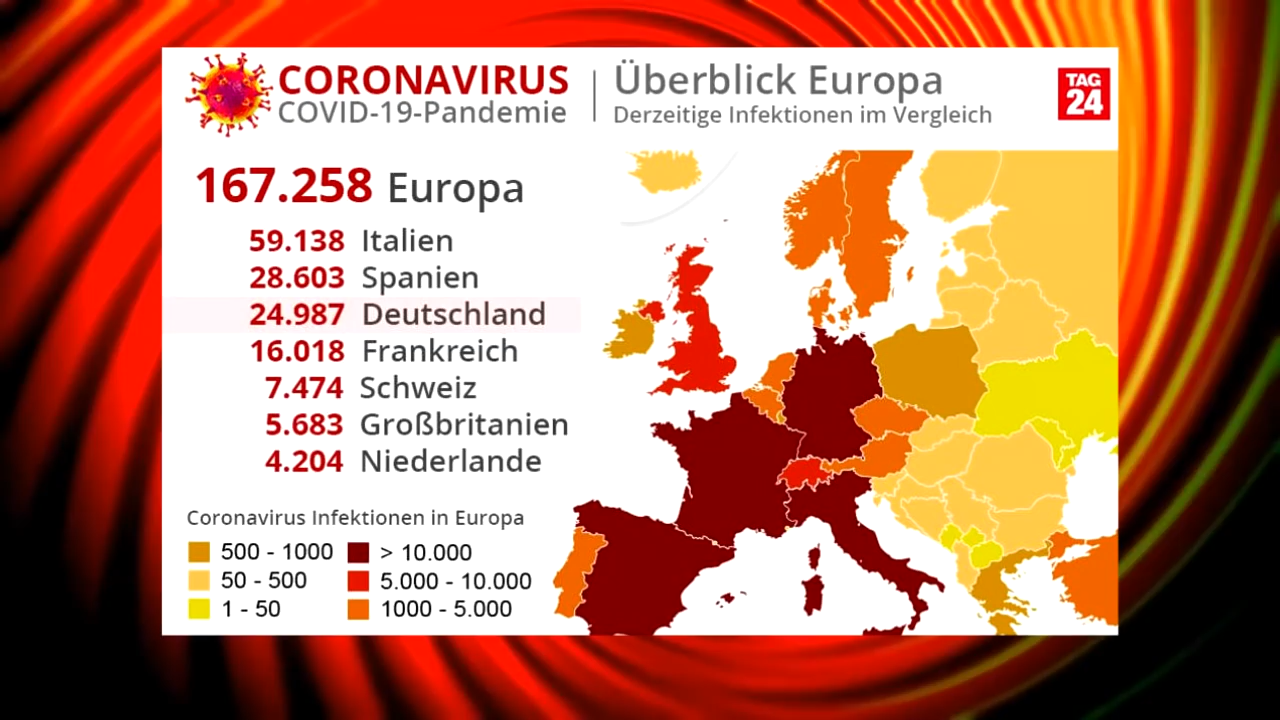 CORONAVIRUS
COVID-19-Pandemie
Überblick Europa
Derzeitige Infektionen im Vergleich
TAG
24
167.258 Europa
59.138 Italien
28.603 Spanien
24.987 Deutschland
16.018 Frankreich
7.474 Schweiz
5.683 Großbritanien
4.204 Niederlande
Coronavirus Infektionen in Europa
500 - 1000 > 10.000
50 - 500 5.000 - 10.000
1 - 50 1000 - 5.000